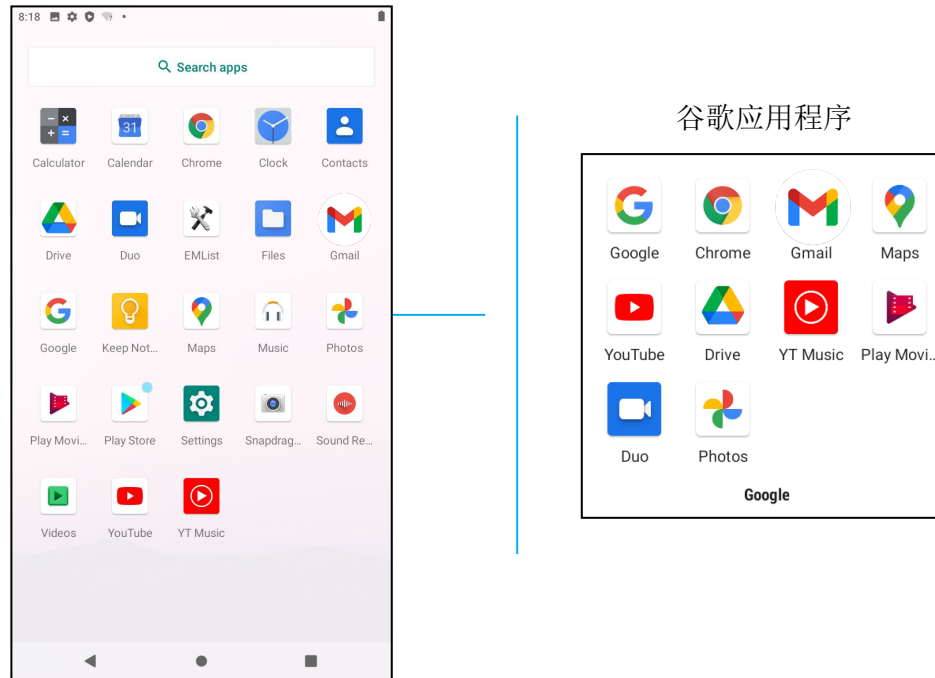 8:18
Search apps
31
Calculator Calendar Chrome Clock Contacts
Drive Duo EMList Files Gmail
Google Keep Not... Maps Music Photos
Play Movi... Play Store Settings Snapdrag... Sound Re...
Videos YouTube YT Music
谷歌应用程序
Google Chrome Gmail Maps
YouTube Drive YT Music Play Movi..
Duo Photos
Google